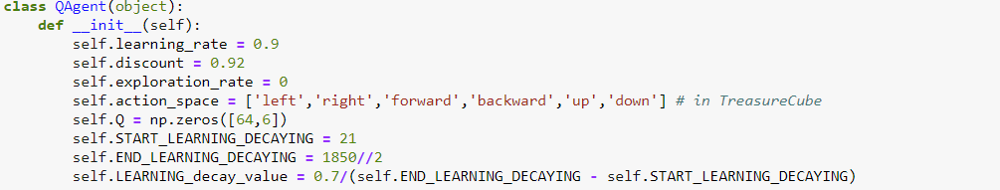 class QAgent(object):
    def __init__(self):
        self.learning_rate = 0.9
        self.discount = 0.92
        self.exploration_rate = 0
        self.action_space = ['left','right','forward','backward','up','down'] # in TreasureCube
        self.Q = np.zeros([64,6])
        self.START_LEARNING_DECAYING = 21
        self.END_LEARNING_DECAYING = 1850//2
        self.LEARNING_decay_value = 0.7/(self.END_LEARNING_DECAYING - self.START_LEARNING_DECAYING)